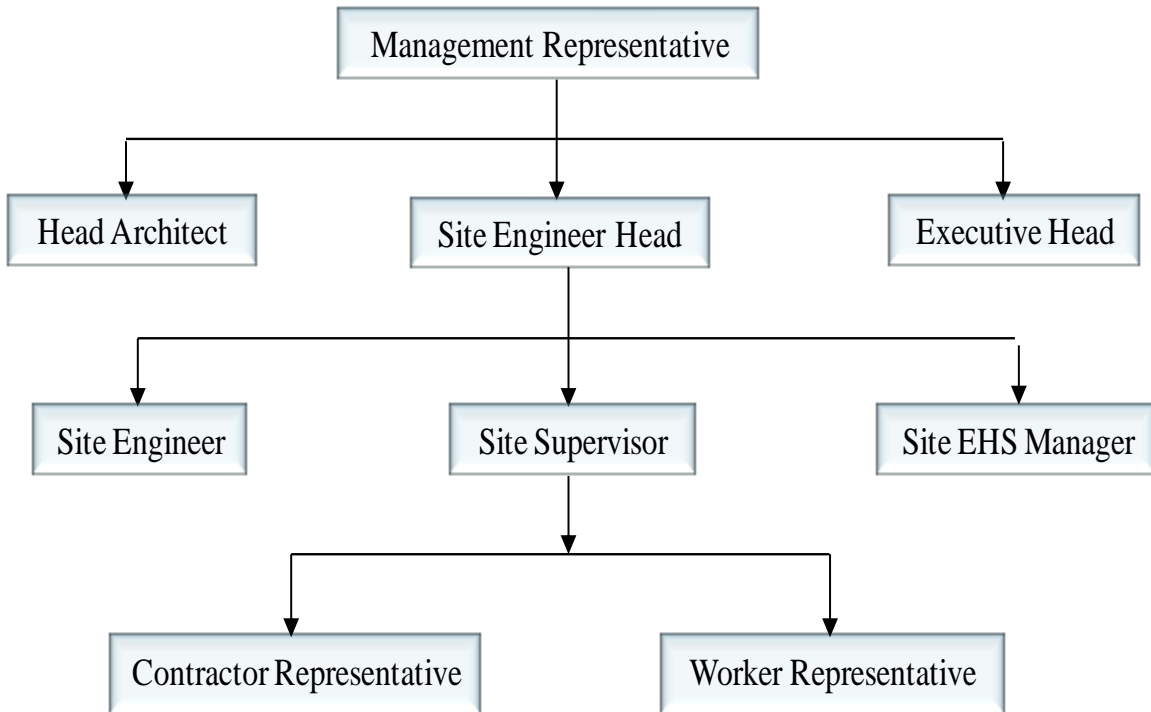 Management Representative
Head Architect
Site Engineer Head
Executive Head
Site Engineer
Site Supervisor
Site EHS Manager
Contractor Representative
Worker Representative